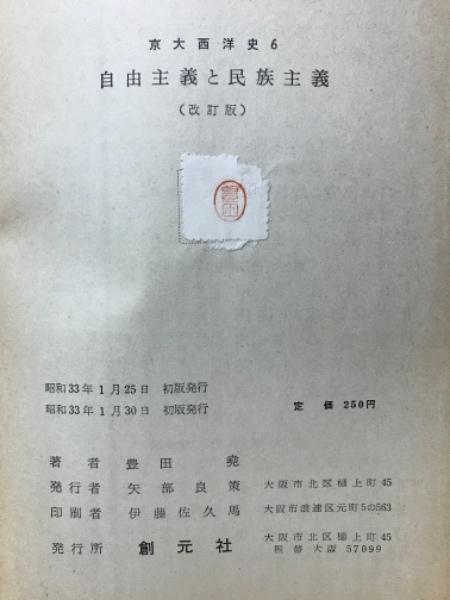 京大西洋史6
自由主義と民族主義
(改訂版)
昭和33年1月25日 初版発行
昭和33年1月30日 初版発行
定価 250円
著者 豊田堯
発行者 矢部良策 大阪市北区樋上町45
印刷者 伊藤佐久馬 大阪市浪速区元町5の563
発行所 創元社 大阪市北区樋上町45
振替大阪 57099